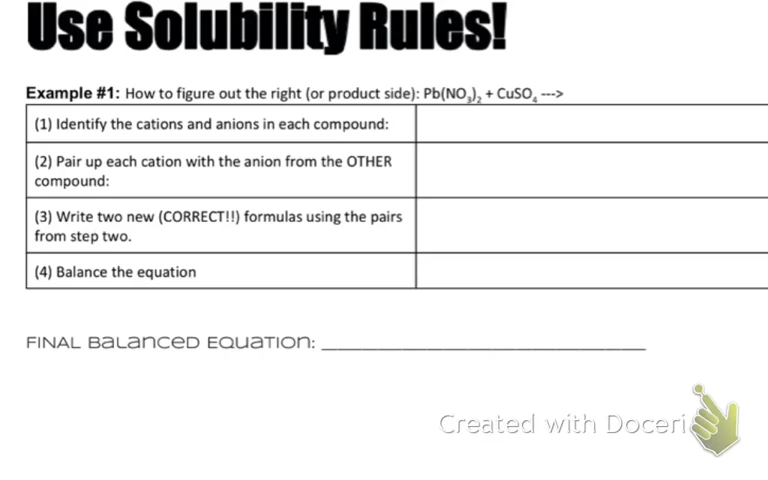 Use Solubility Rules!
Example #1: How to figure out the right (or product side): Pb(NO₃)₂ + CuSO₄ --->
(1) Identify the cations and anions in each compound:
(2) Pair up each cation with the anion from the OTHER
compound:
(3) Write two new (CORRECT!!) formulas using the pairs
from step two.
(4) Balance the equation
FINAL BALANCED EQUATION: ______________________________
Created with Doceri